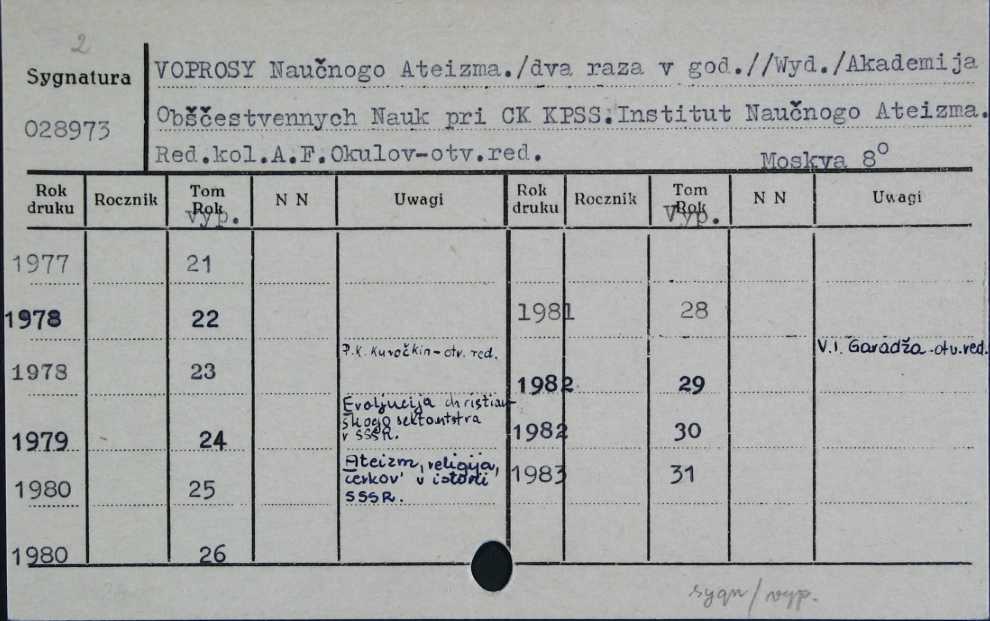 2
Sygnatura
028973
VOPROSY Naučnogo Ateizma./dva raza v god.//Wyd./Akademija
Obščestvennych Nauk pri CK KPSS.Institut Naučnogo Ateizma.
Red.kol.A.F.Okulov-otv.red. Moskva 8°
Rok druku Rocznik Tom Rok N N Uwagi Rok druku Rocznik Tom Rok N N Uwagi
vyp. Vyp.
1977 21
1978 22 1981 28
P.K. Kuročkin - otv. red. V.I. Garadža - otv. red.
1978 23
1982 29
Evoljucija christian-
skogo sektantstva
v SSSR.
1979 24 1982 30
Ateizm, religija,
cerkov' v istorii
SSSR.
1980 25 1983 31
1980 26
sygn/vyp.